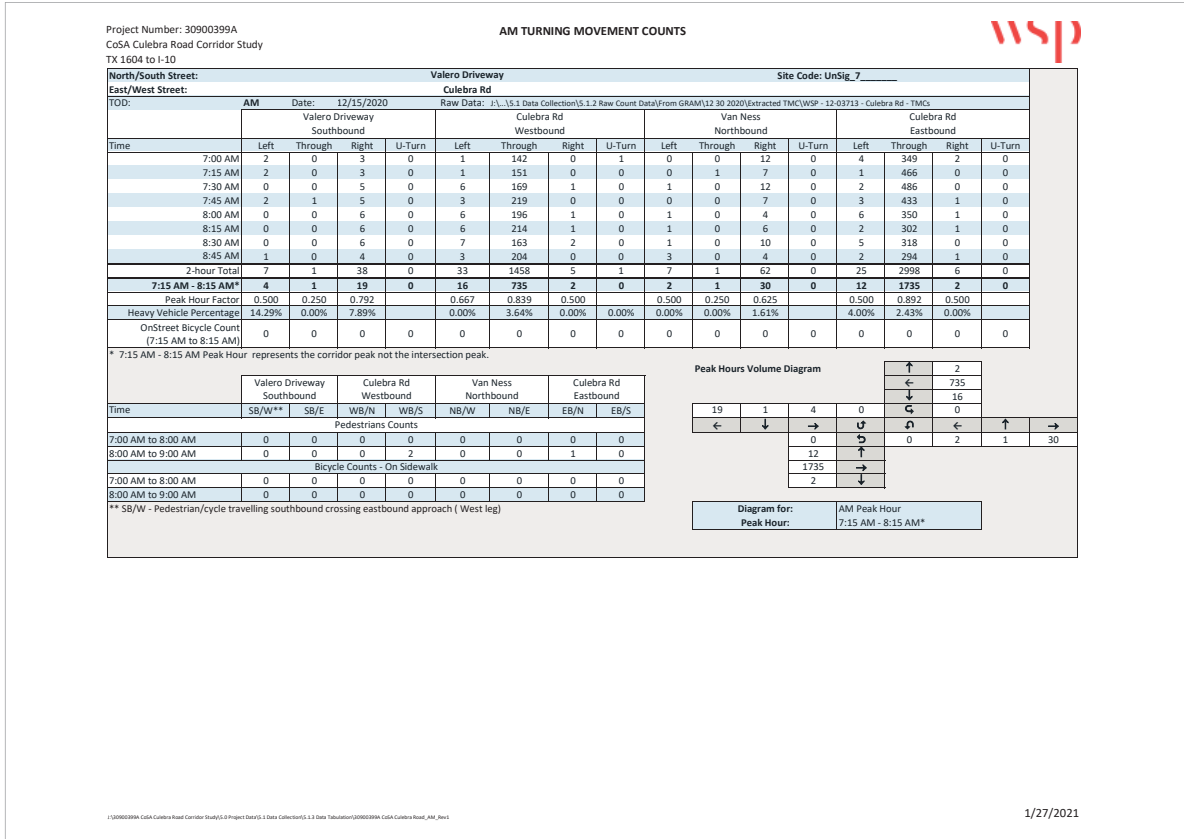 Project Number: 30900399A
AM TURNING MOVEMENT COUNTS
wsp
CoSA Culebra Road Corridor Study
TX 1604 to I-10
North/South Street: Valero Driveway Site Code: UnSig_7_______
East/West Street: Culebra Rd
TOD: AM Date: 12/15/2020 Raw Data: J:\...\5.1 Data Collection\5.1.2 Raw Count Data\From GRAM\12 30 2020\Extracted TMC\WSP - 12-03713 - Culebra Rd - TMCs
Valero Driveway Culebra Rd Van Ness Culebra Rd
Southbound Westbound Northbound Eastbound
Time Left Through Right U-Turn Left Through Right U-Turn Left Through Right U-Turn Left Through Right U-Turn
7:00 AM 2 0 3 0 1 142 0 1 0 0 12 0 4 349 2 0
7:15 AM 2 0 3 0 1 151 0 0 0 1 7 0 1 466 0 0
7:30 AM 0 0 5 0 6 169 1 0 1 0 12 0 2 486 0 0
7:45 AM 2 1 5 0 3 219 0 0 0 0 7 0 3 433 1 0
8:00 AM 0 0 6 0 6 196 1 0 1 0 4 0 6 350 1 0
8:15 AM 0 0 6 0 6 214 1 0 1 0 6 0 2 302 1 0
8:30 AM 0 0 6 0 7 163 2 0 1 0 10 0 5 318 0 0
8:45 AM 1 0 4 0 3 204 0 0 3 0 4 0 2 294 1 0
2-hour Total 7 1 38 0 33 1458 5 1 7 1 62 0 25 2998 6 0
7:15 AM - 8:15 AM* 4 1 19 0 16 735 2 0 2 1 30 0 12 1735 2 0
Peak Hour Factor 0.500 0.250 0.792 0.667 0.839 0.500 0.500 0.250 0.625 0.500 0.892 0.500
Heavy Vehicle Percentage 14.29% 0.00% 7.89% 0.00% 3.64% 0.00% 0.00% 0.00% 0.00% 1.61% 4.00% 2.43% 0.00%
OnStreet Bicycle Count
(7:15 AM to 8:15 AM) 0 0 0 0 0 0 0 0 0 0 0 0 0 0 0 0
* 7:15 AM - 8:15 AM Peak Hour represents the corridor peak not the intersection peak.
Valero Driveway Culebra Rd Van Ness Culebra Rd
Southbound Westbound Northbound Eastbound
Time SB/W** SB/E WB/N WB/S NB/W NB/E EB/N EB/S
Pedestrians Counts
7:00 AM to 8:00 AM 0 0 0 0 0 0 0 0
8:00 AM to 9:00 AM 0 0 0 2 0 0 1 0
Bicycle Counts - On Sidewalk
7:00 AM to 8:00 AM 0 0 0 0 0 0 0 0
8:00 AM to 9:00 AM 0 0 0 0 0 0 0 0
** SB/W - Pedestrian/cycle travelling southbound crossing eastbound approach ( West leg)
Peak Hours Volume Diagram
↑ 2
← 735
↓ 16
19 1 4 0 ⮎ 0
← ↓ → ↺ ↻ ← ↑ →
0 ⮌ 0 2 1 30
12 ↑
1735 →
2 ↓
Diagram for: AM Peak Hour
Peak Hour: 7:15 AM - 8:15 AM*
J:\30900399A CoSA Culebra Road Corridor Study\5.0 Project Data\5.1 Data Collection\5.1.3 Data Tabulation\30900399A CoSA Culebra Road_AM_Rev1
1/27/2021